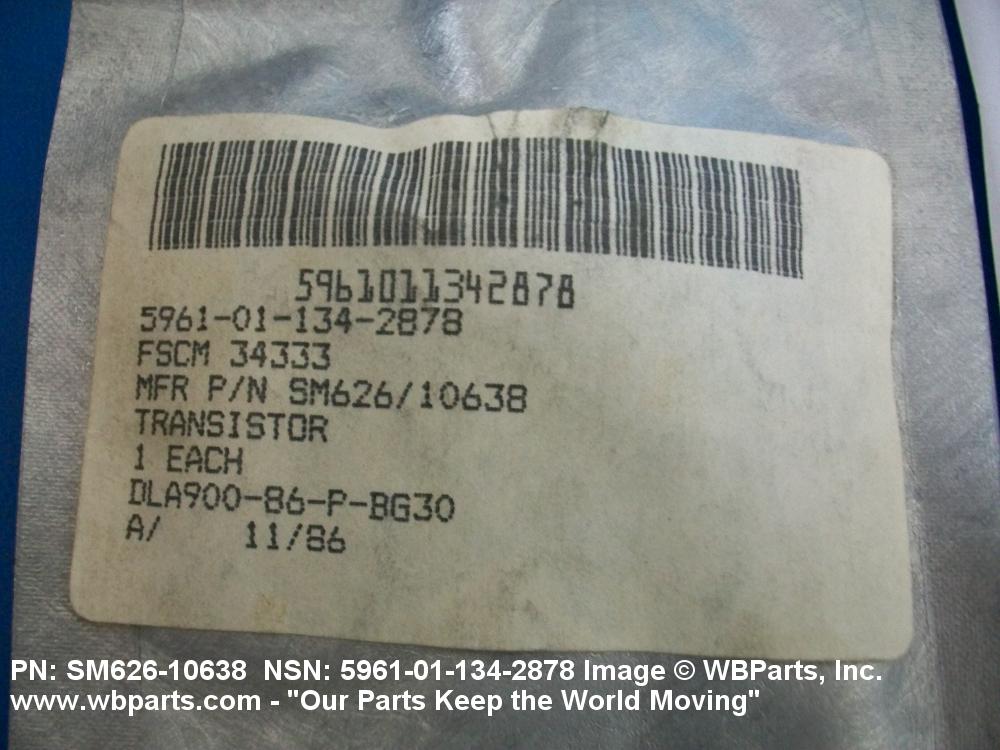 5961011342878
5961-01-134-2878
FSCM 34333
MFR P/N SM626/10638
TRANSISTOR
1 EACH
DLA900-86-P-BG30
A/ 11/86
PN: SM626-10638 NSN: 5961-01-134-2878 Image © WBParts, Inc.
www.wbparts.com - "Our Parts Keep the World Moving"